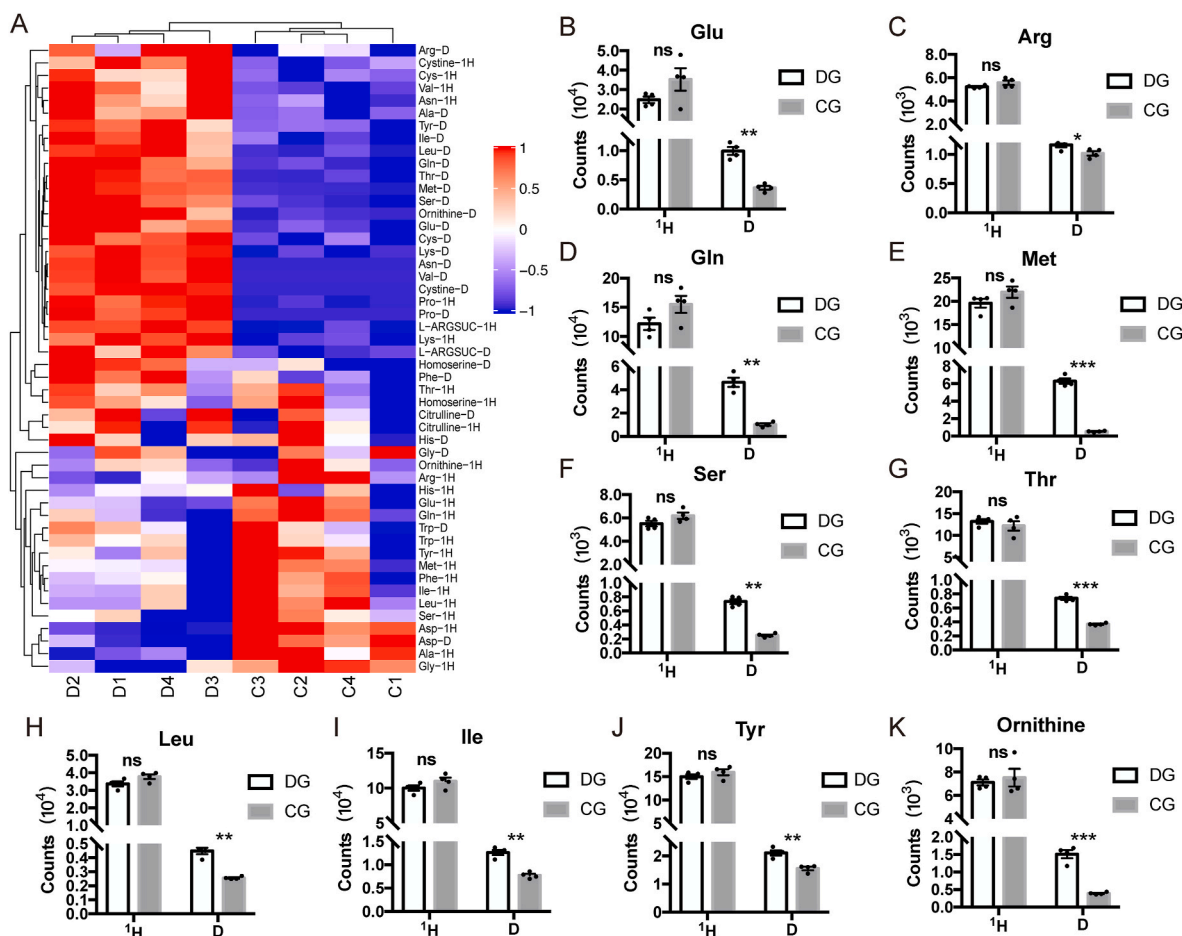 A
Arg-D
Cystine-1H
Cys-1H
Val-1H
Asn-1H
Ala-D
Tyr-D
Ile-D
Leu-D
Gln-D
Thr-D
Met-D
Ser-D
Ornithine-D
Glu-D
Cys-D
Lys-D
Asn-D
Val-D
Cystine-D
Pro-1H
Pro-D
L-ARGSUC-1H
Lys-1H
L-ARGSUC-D
Homoserine-D
Phe-D
Thr-1H
Homoserine-1H
Citrulline-D
Citrulline-1H
His-D
Gly-D
Ornithine-1H
Arg-1H
His-1H
Glu-1H
Gln-1H
Trp-D
Trp-1H
Tyr-1H
Met-1H
Phe-1H
Ile-1H
Leu-1H
Ser-1H
Asp-1H
Asp-D
Ala-1H
Gly-1H
D2 D1 D4 D3 C3 C2 C4 C1
1
0.5
0
-0.5
-1
B
Glu
Counts (10⁴)
5.0
4.0
3.0
2.0
1.5
1.0
0.5
0.0
ns
**
¹H D
DG
CG
C
Arg
Counts (10³)
8.0
6.0
4.0
2.0
1.0
0.0
ns
*
¹H D
DG
CG
D
Gln
Counts (10⁴)
20
15
10
6
4
2
0
ns
**
¹H D
DG
CG
E
Met
Counts (10³)
25
20
15
10
8
6
4
2
0
ns
***
¹H D
DG
CG
F
Ser
Counts (10³)
8.0
6.0
4.0
2.0
1.0
0.8
0.6
0.4
0.2
0.0
ns
**
¹H D
DG
CG
G
Thr
Counts (10³)
20
15
10
5
1.0
0.8
0.6
0.4
0.2
0.0
ns
***
¹H D
DG
CG
H
Leu
Counts (10⁴)
5.0
4.0
3.0
2.0
1.0
0.5
0.4
0.3
0.2
0.1
0.0
ns
**
¹H D
DG
CG
I
Ile
Counts (10⁴)
15
10
5
1.5
1.0
0.5
0.0
ns
**
¹H D
DG
CG
J
Tyr
Counts (10⁴)
20
15
10
5
3
2
1
0
ns
**
¹H D
DG
CG
K
Ornithine
Counts (10³)
10
8
6
4
2
2.0
1.5
1.0
0.5
0.0
ns
***
¹H D
DG
CG